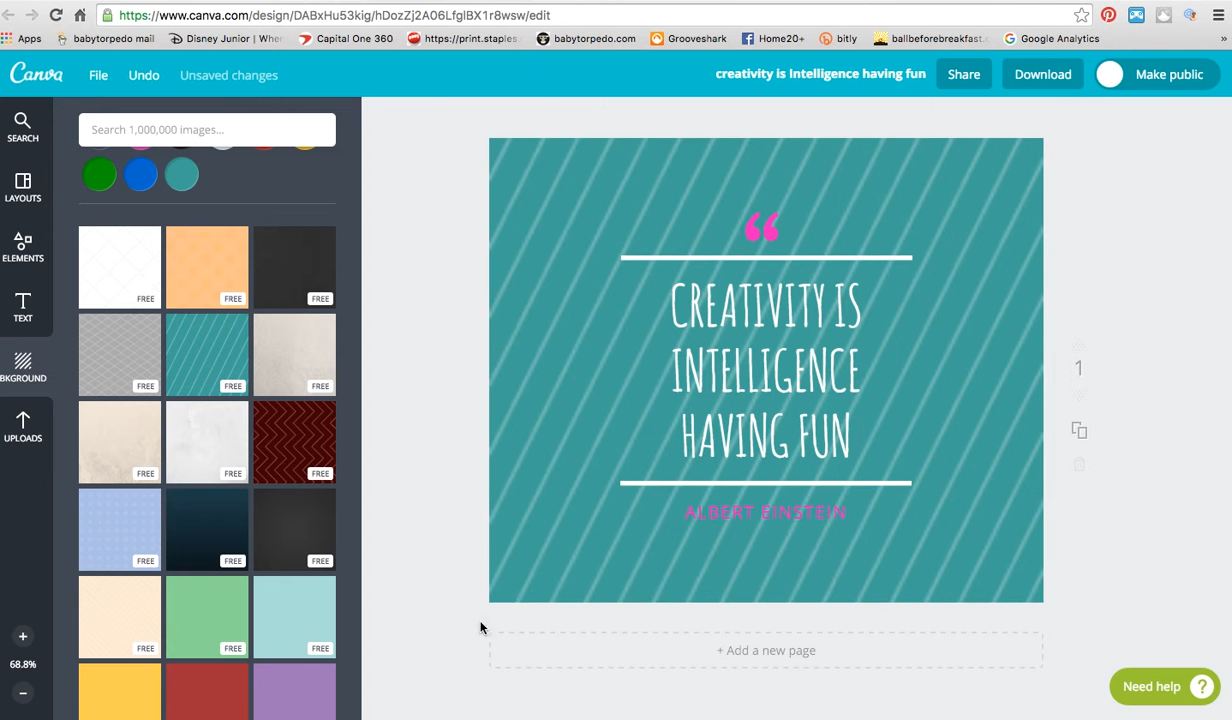 https://www.canva.com/design/DABxHu53kig/hDozZj2A06LfglBX1r8wsw/edit
Apps babytorpedo mail Disney Junior | Wher Capital One 360 https://print.staples. babytorpedo.com Grooveshark Home20+ bitly ballbeforebreakfast. Google Analytics »
Canva File Undo Unsaved changes creativity is Intelligence having fun Share Download Make public
SEARCH
LAYOUTS
ELEMENTS
TEXT
BKGROUND
UPLOADS
+
68.8%
−
Search 1,000,000 images...
FREE FREE FREE
FREE FREE FREE
FREE FREE FREE
FREE FREE FREE
FREE FREE FREE
“
CREATIVITY IS
INTELLIGENCE
HAVING FUN
ALBERT EINSTEIN
1
+ Add a new page
Need help ?